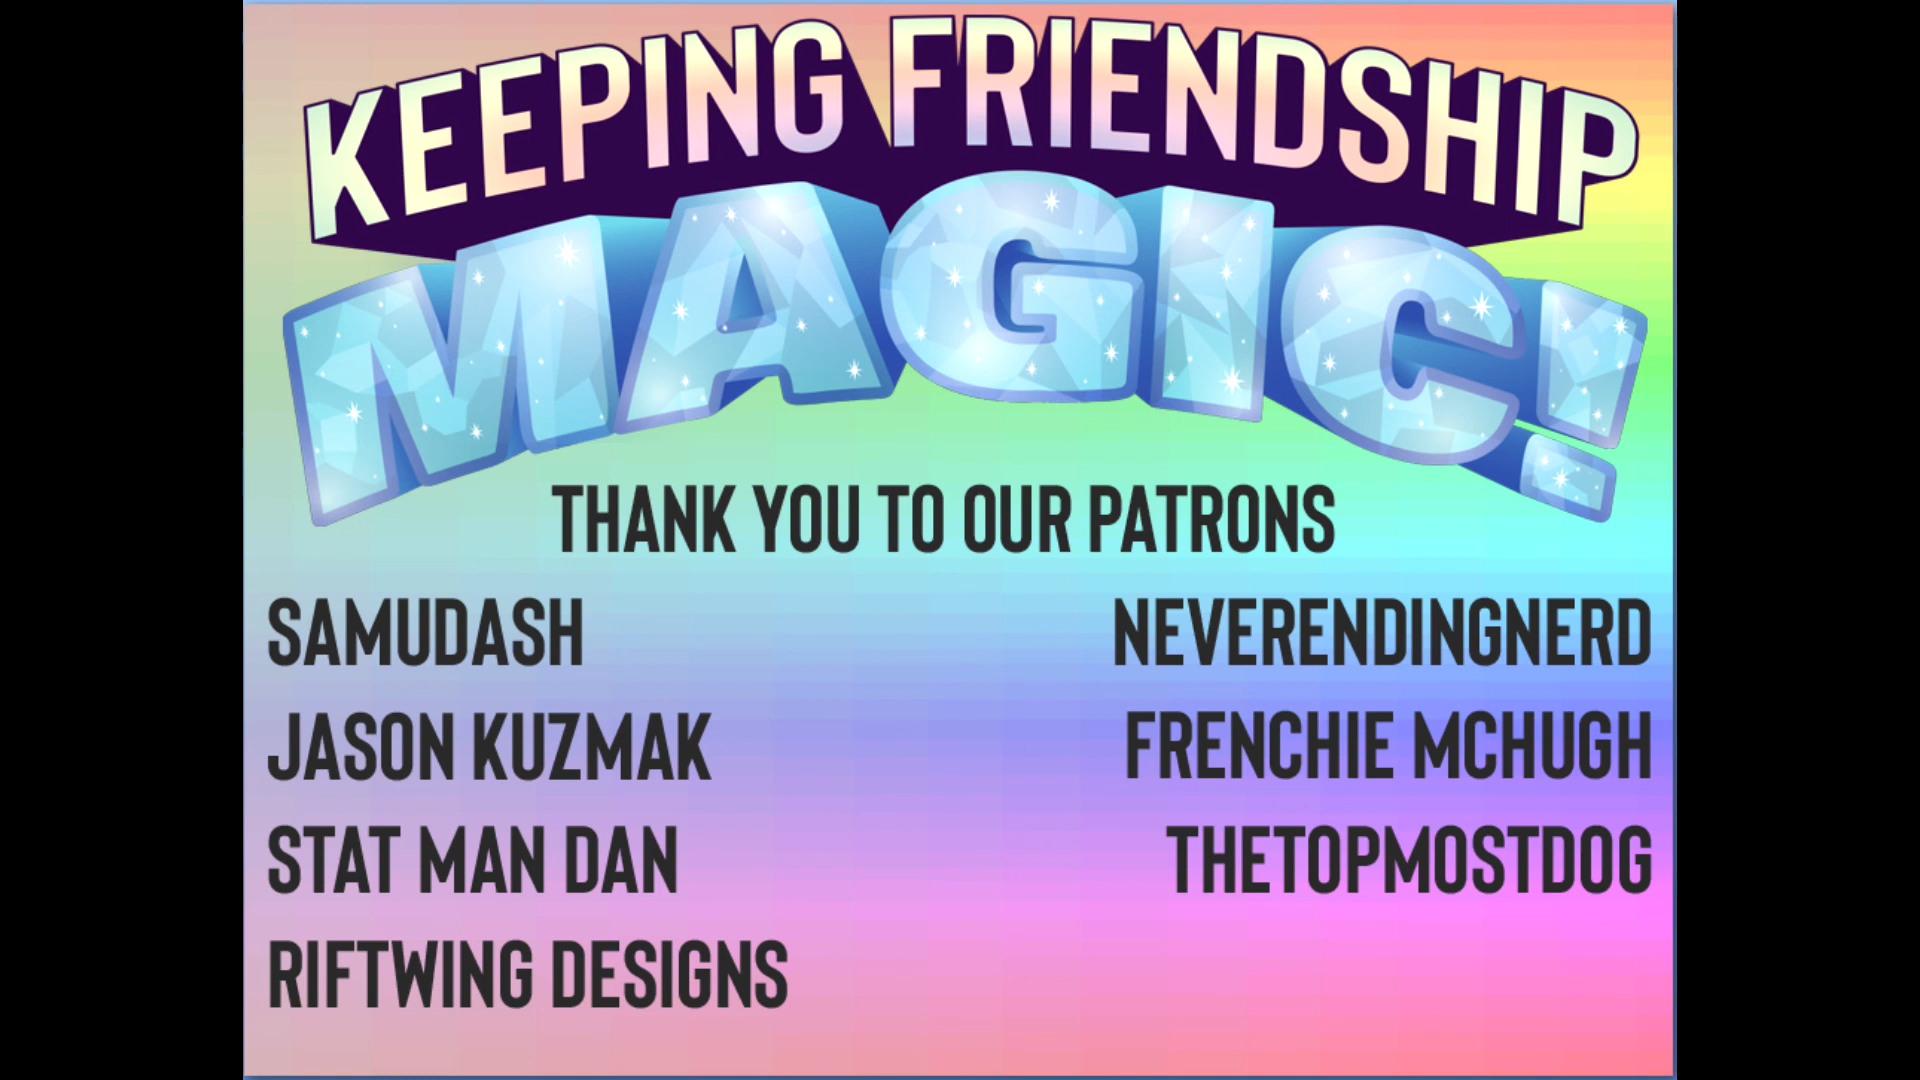 KEEPING FRIENDSHIP
MAGIC!
THANK YOU TO OUR PATRONS
SAMUDASH
NEVERENDINGNERD
JASON KUZMAK
FRENCHIE MCHUGH
STAT MAN DAN
THETOPMOSTDOG
RIFTWING DESIGNS